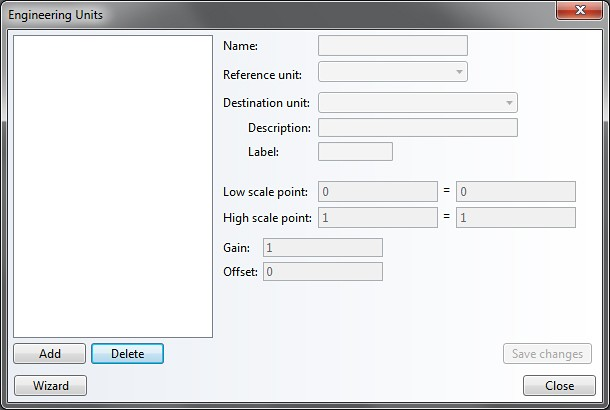 Engineering Units
Name:
Reference unit:
Destination unit:
Description:
Label:
Low scale point: 0 = 0
High scale point: 1 = 1
Gain: 1
Offset: 0
Add Delete Save changes
Wizard Close